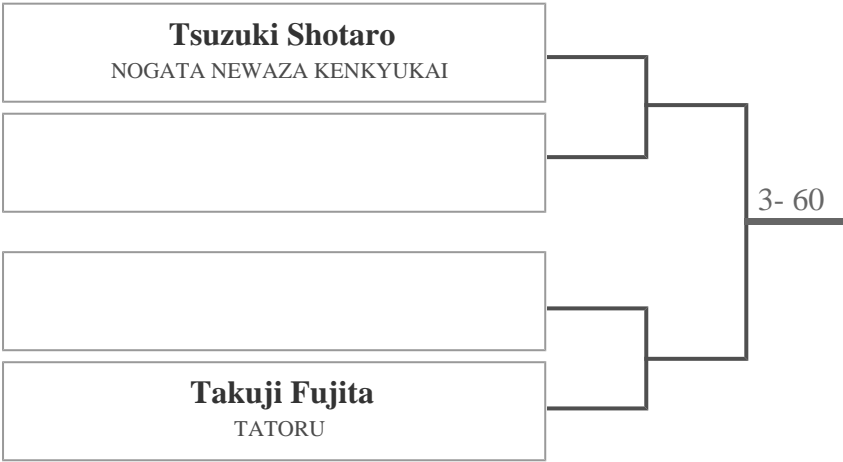 Tsuzuki Shotaro
NOGATA NEWAZA KENKYUKAI
3- 60
Takuji Fujita
TATORU